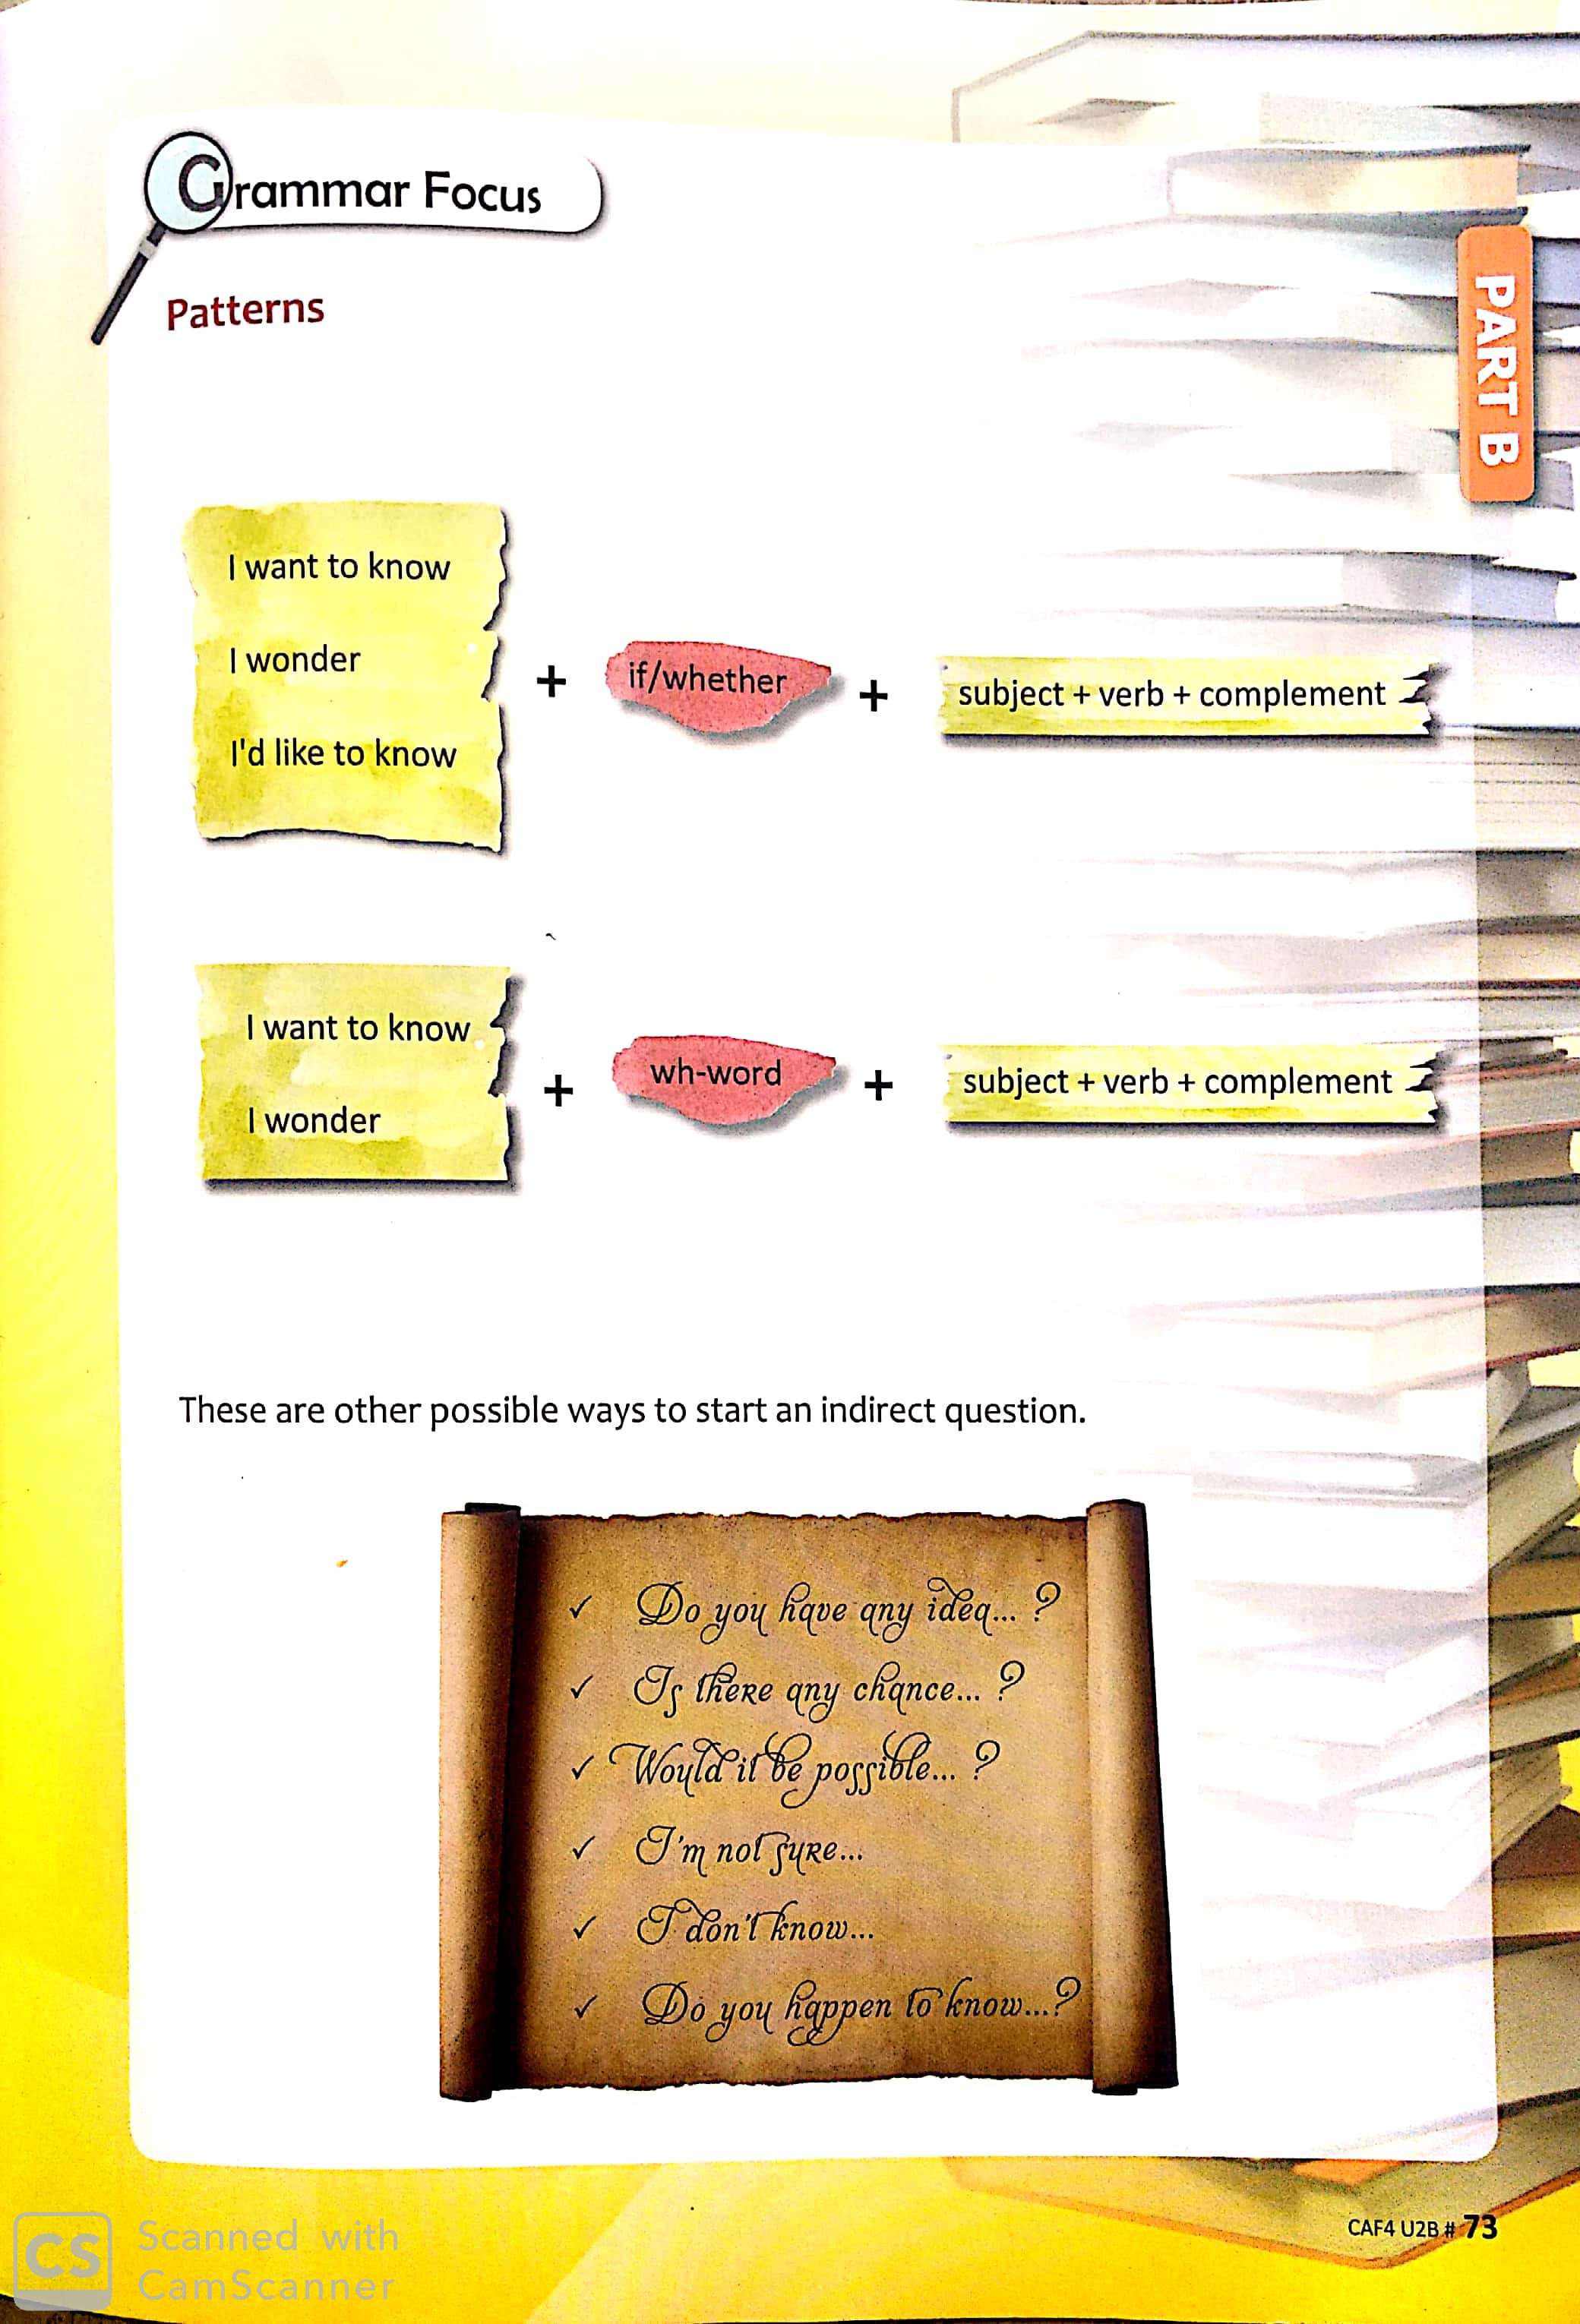 Grammar Focus
PART B
Patterns
I want to know
I wonder
I'd like to know
+
if/whether
+
subject + verb + complement
I want to know
I wonder
+
wh-word
+
subject + verb + complement
These are other possible ways to start an indirect question.
✓ Do you have any idea... ?
✓ Is there any chance... ?
✓ Would it be possible... ?
✓ I'm not sure...
✓ I don't know...
✓ Do you happen to know...?
CAF4 U2B # 73
CS Scanned with
CamScanner